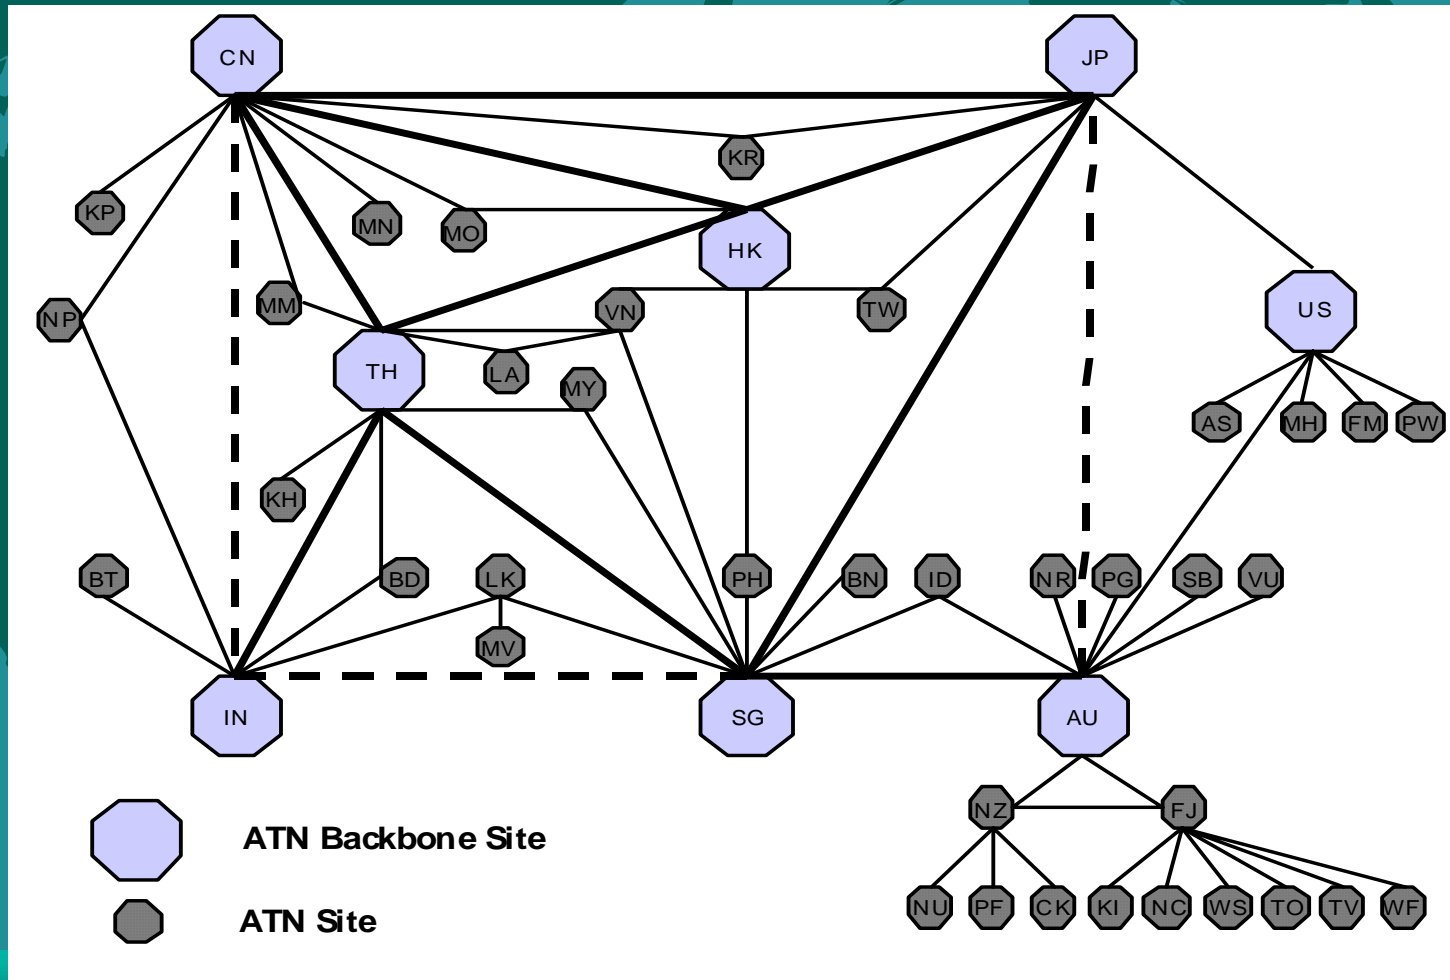 CN
JP
KR
KP
MN
MO
HK
NP
MM
VN
TW
US
TH
LA
MY
AS
MH
FM
PW
KH
BT
BD
LK
PH
BN
ID
NR
PG
SB
VU
MV
IN
SG
AU
NZ
FJ
ATN Backbone Site
NU
PF
CK
KI
NC
WS
TO
TV
WF
ATN Site